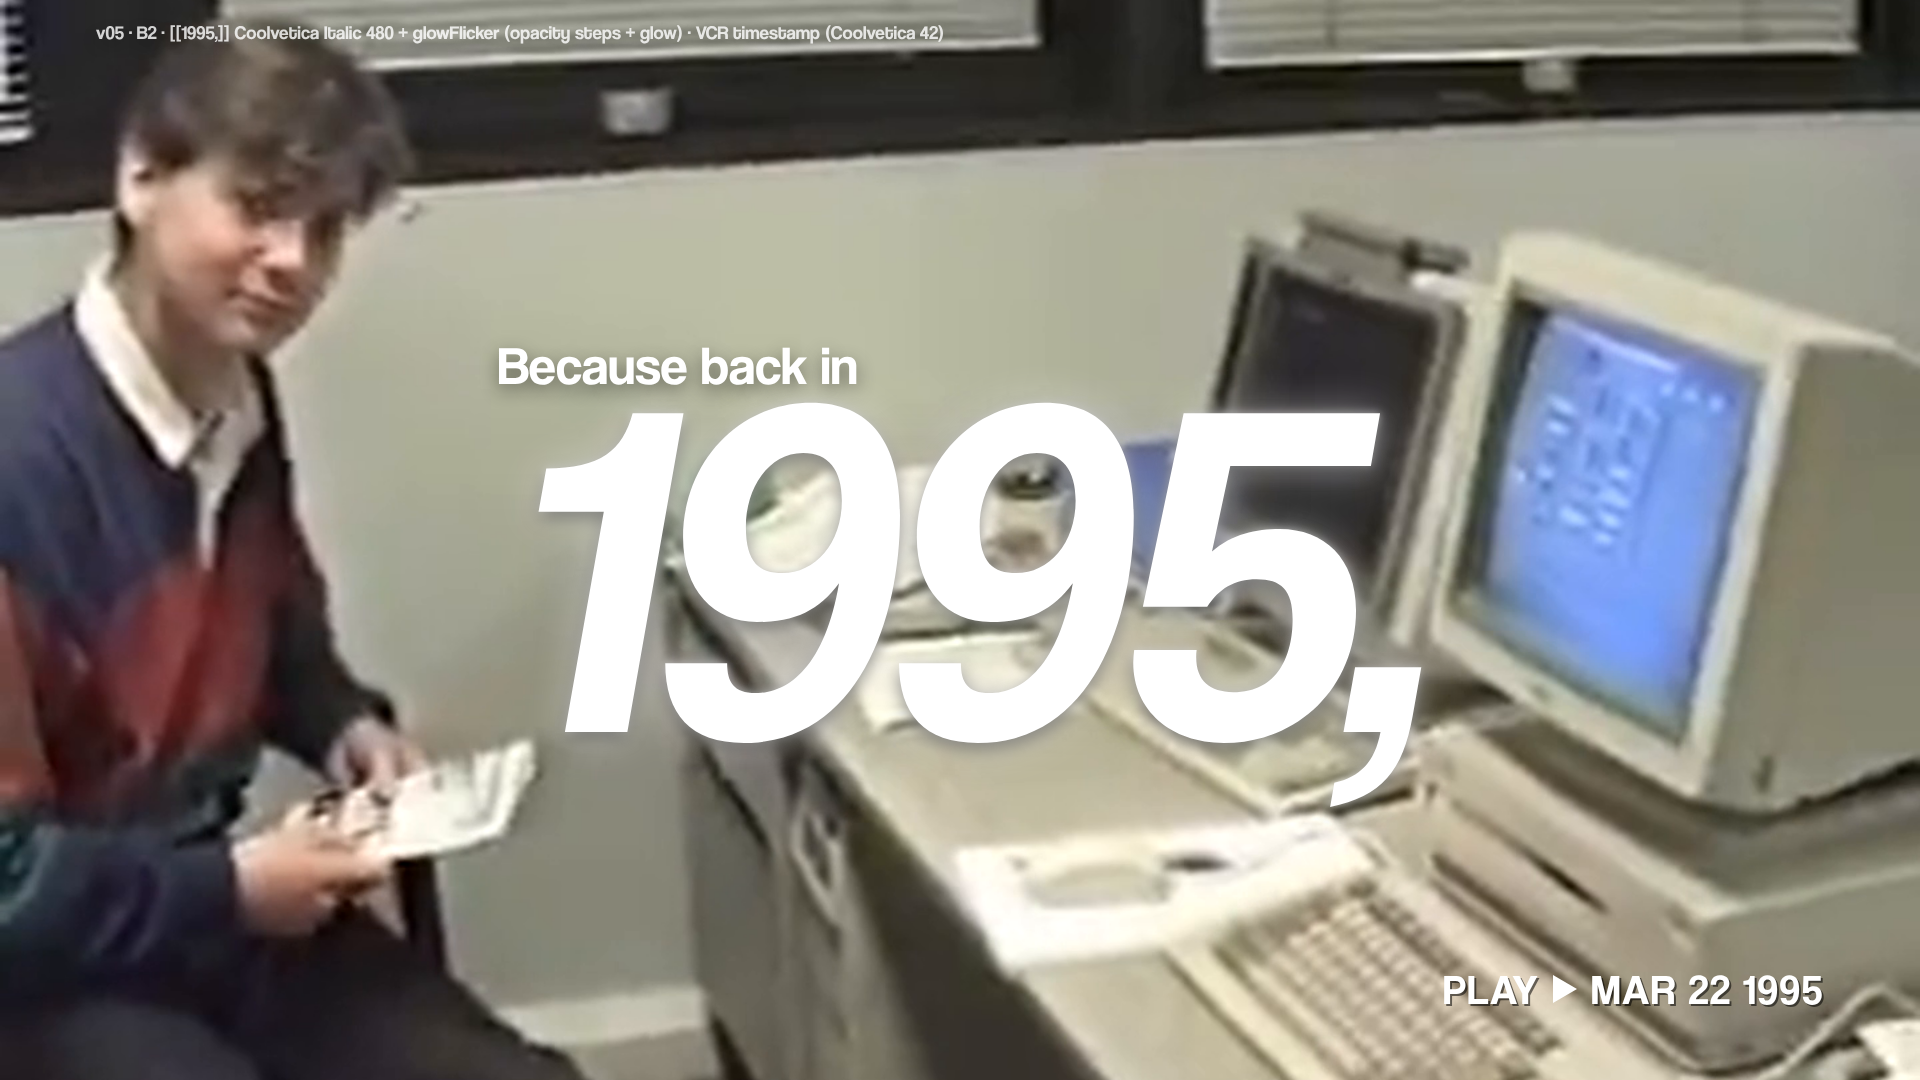 v05 · B2 · [[1995,]] Coolvetica Italic 480 + glowFlicker (opacity steps + glow) · VCR timestamp (Coolvetica 42)
Because back in
1995,
PLAY ▶ MAR 22 1995